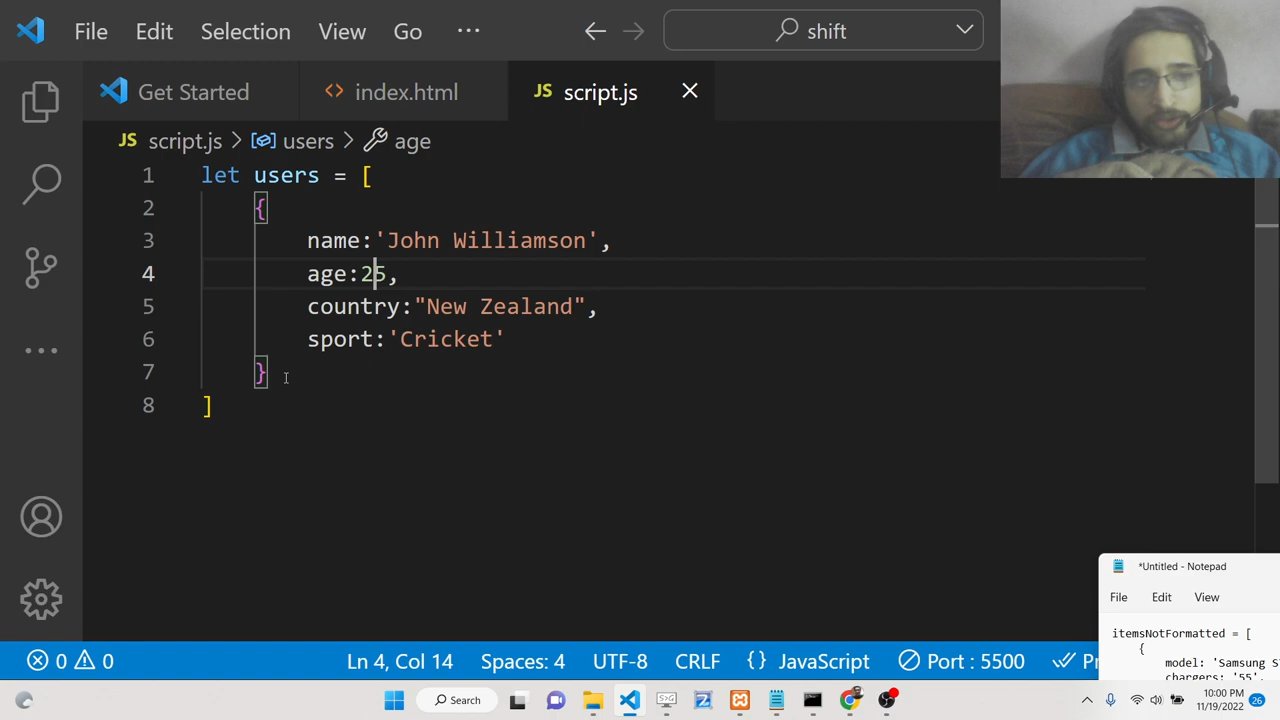 File Edit Selection View Go ··· shift
Get Started index.html JS script.js
JS script.js > users > age
1 let users = [
2 {
3 name:'John Williamson',
4 age:25,
5 country:"New Zealand",
6 sport:'Cricket'
7 }
8 ]
*Untitled - Notepad
File Edit View
itemsNotFormatted = [
{
model: 'Samsung S
chargers: '55',
0 0 Ln 4, Col 14 Spaces: 4 UTF-8 CRLF {} JavaScript Port : 5500
Search
10:00 PM
11/19/2022 26